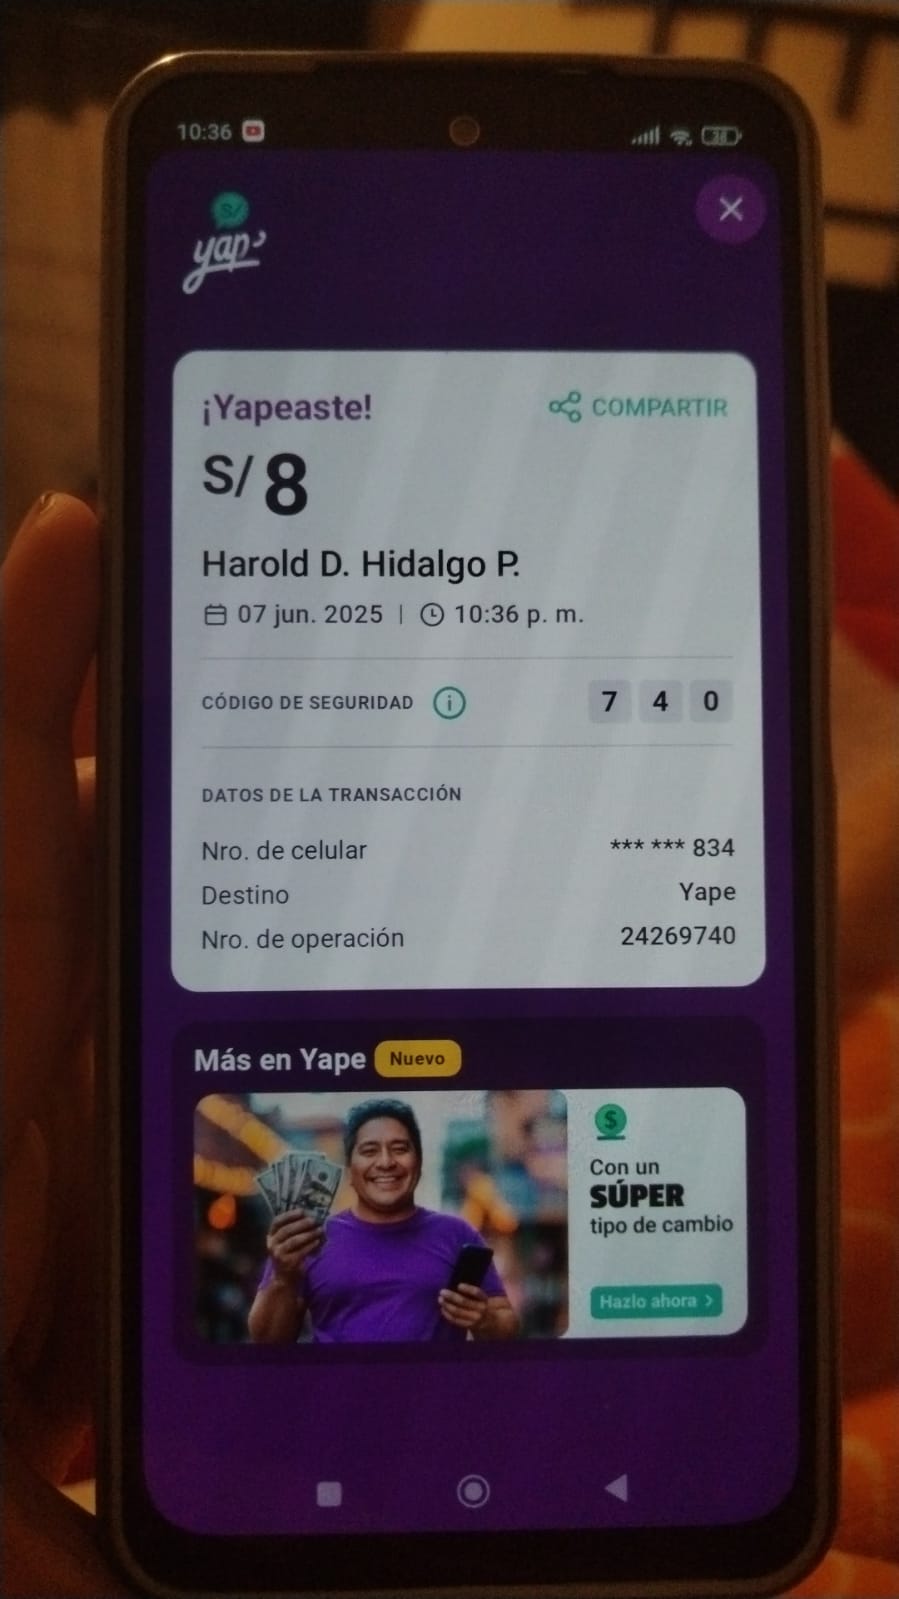 10:36
38
S/
yape
¡Yapeaste!
COMPARTIR
S/ 8
Harold D. Hidalgo P.
07 jun. 2025 | 10:36 p. m.
CÓDIGO DE SEGURIDAD 7 4 0
DATOS DE LA TRANSACCIÓN
Nro. de celular *** *** 834
Destino Yape
Nro. de operación 24269740
Más en Yape Nuevo
$
Con un
SÚPER
tipo de cambio
Hazlo ahora >